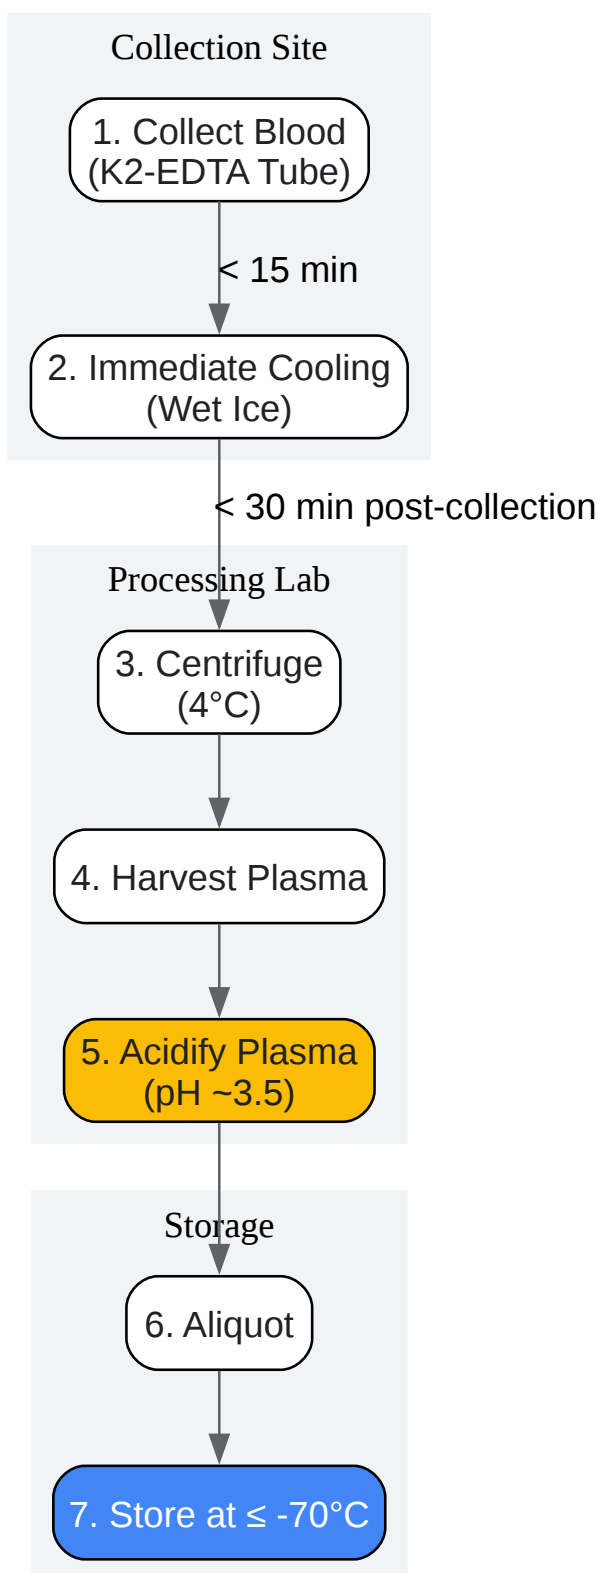 Collection Site
1. Collect Blood
(K2-EDTA Tube)
< 15 min
2. Immediate Cooling
(Wet Ice)
< 30 min post-collection
Processing Lab
3. Centrifuge
(4°C)
4. Harvest Plasma
5. Acidify Plasma
(pH ~3.5)
Storage
6. Aliquot
7. Store at ≤ -70°C